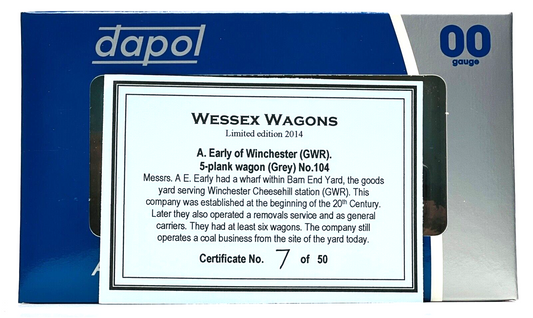 dapol
00
gauge
WESSEX WAGONS
Limited edition 2014
A. Early of Winchester (GWR).
5-plank wagon (Grey) No.104
Messrs. A E. Early had a wharf within Barn End Yard, the goods
yard serving Winchester Cheesehill station (GWR). This
company was established at the beginning of the 20th Century.
Later they also operated a removals service and as general
carriers. They had at least six wagons. The company still
operates a coal business from the site of the yard today.
Certificate No. 7 of 50